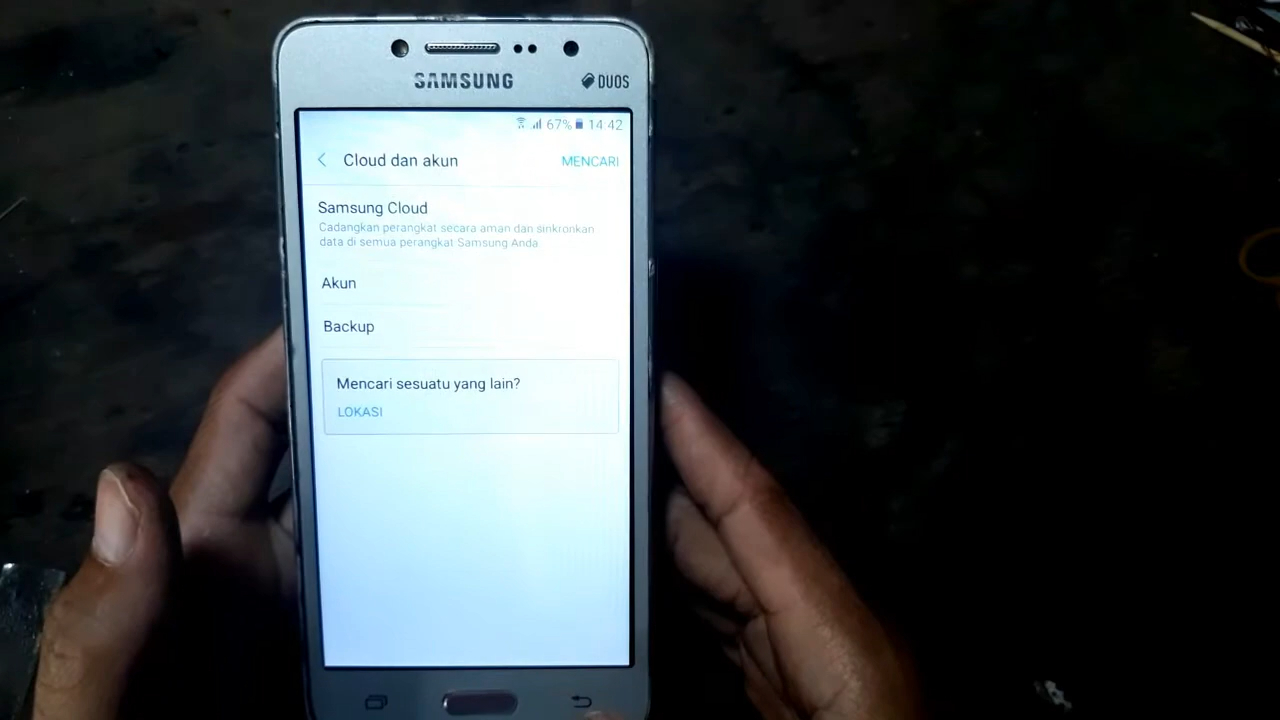 SAMSUNG
DUOS
67% 14:42
Cloud dan akun
MENCARI
Samsung Cloud
Cadangkan perangkat secara aman dan sinkronkan
data di semua perangkat Samsung Anda
Akun
Backup
Mencari sesuatu yang lain?
LOKASI